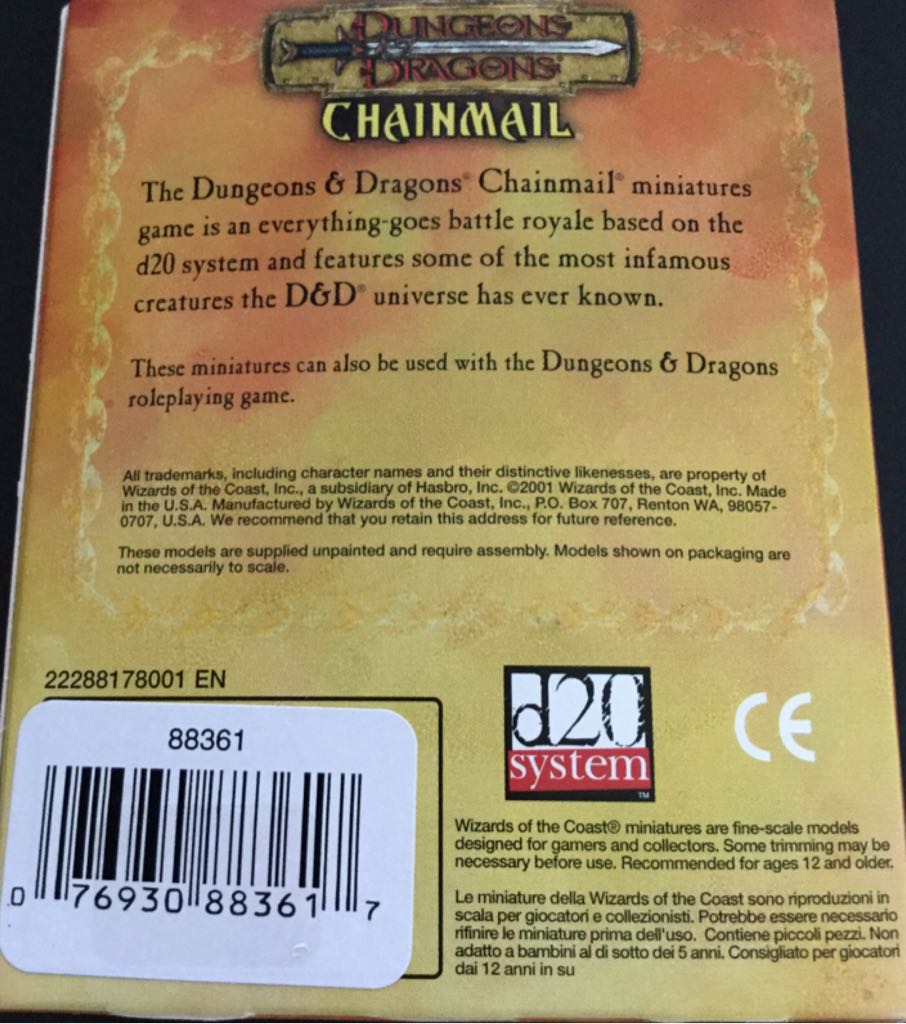 DUNGEONS
DRAGONS®
CHAINMAIL
The Dungeons & Dragons® Chainmail® miniatures
game is an everything-goes battle royale based on the
d20 system and features some of the most infamous
creatures the D&D® universe has ever known.
These miniatures can also be used with the Dungeons & Dragons
roleplaying game.
All trademarks, including character names and their distinctive likenesses, are property of
Wizards of the Coast, Inc., a subsidiary of Hasbro, Inc. ©2001 Wizards of the Coast, Inc. Made
in the U.S.A. Manufactured by Wizards of the Coast, Inc., P.O. Box 707, Renton WA, 98057-
0707, U.S.A. We recommend that you retain this address for future reference.
These models are supplied unpainted and require assembly. Models shown on packaging are
not necessarily to scale.
22288178001 EN
88361
0 76930 88361 7
d20
system
TM
CE
Wizards of the Coast® miniatures are fine-scale models
designed for gamers and collectors. Some trimming may be
necessary before use. Recommended for ages 12 and older.
Le miniature della Wizards of the Coast sono riproduzioni in
scala per giocatori e collezionisti. Potrebbe essere necessario
rifinire le miniature prima dell'uso. Contiene piccoli pezzi. Non
adatto a bambini al di sotto dei 5 anni. Consigliato per giocatori
dai 12 anni in su